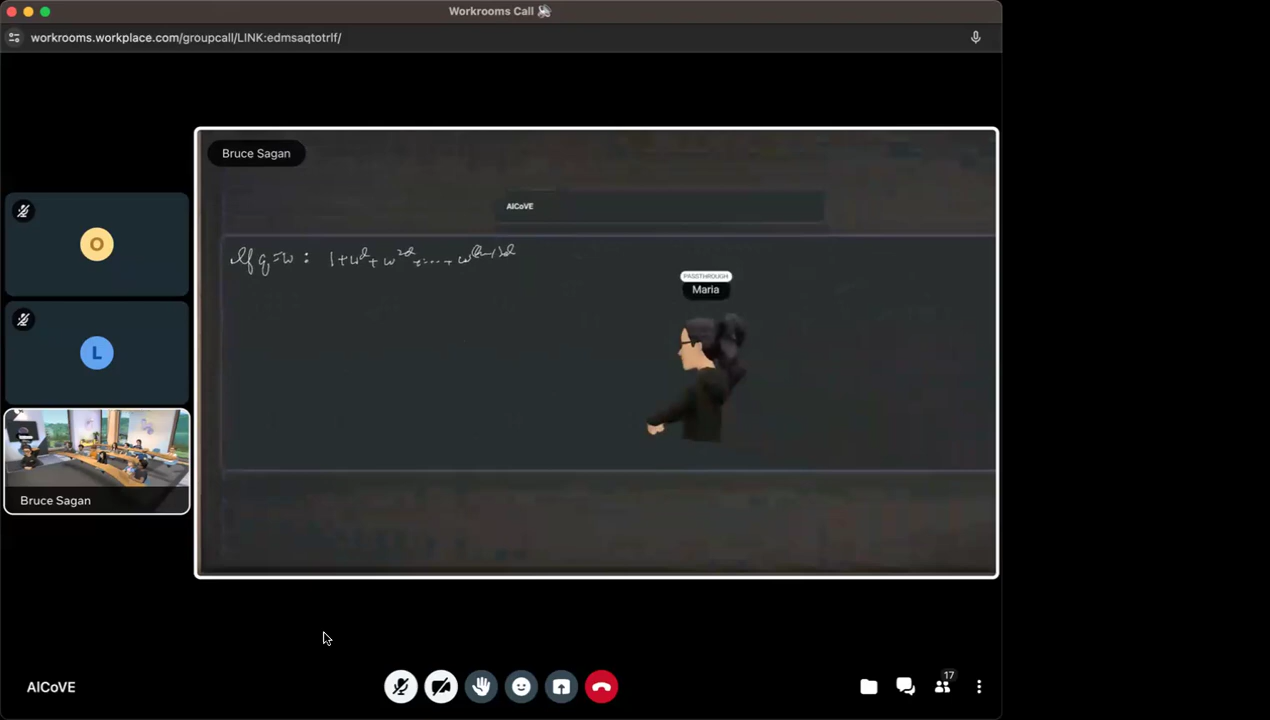 Workrooms Call
workrooms.workplace.com/groupcall/LINK:edmsaqtotrlf/
Bruce Sagan
AICoVE
If q=w : 1+w^d+w^{2d}+···+w^{(n-1)d}
PASSTHROUGH
Maria
O
L
Bruce Sagan
AICoVE
17